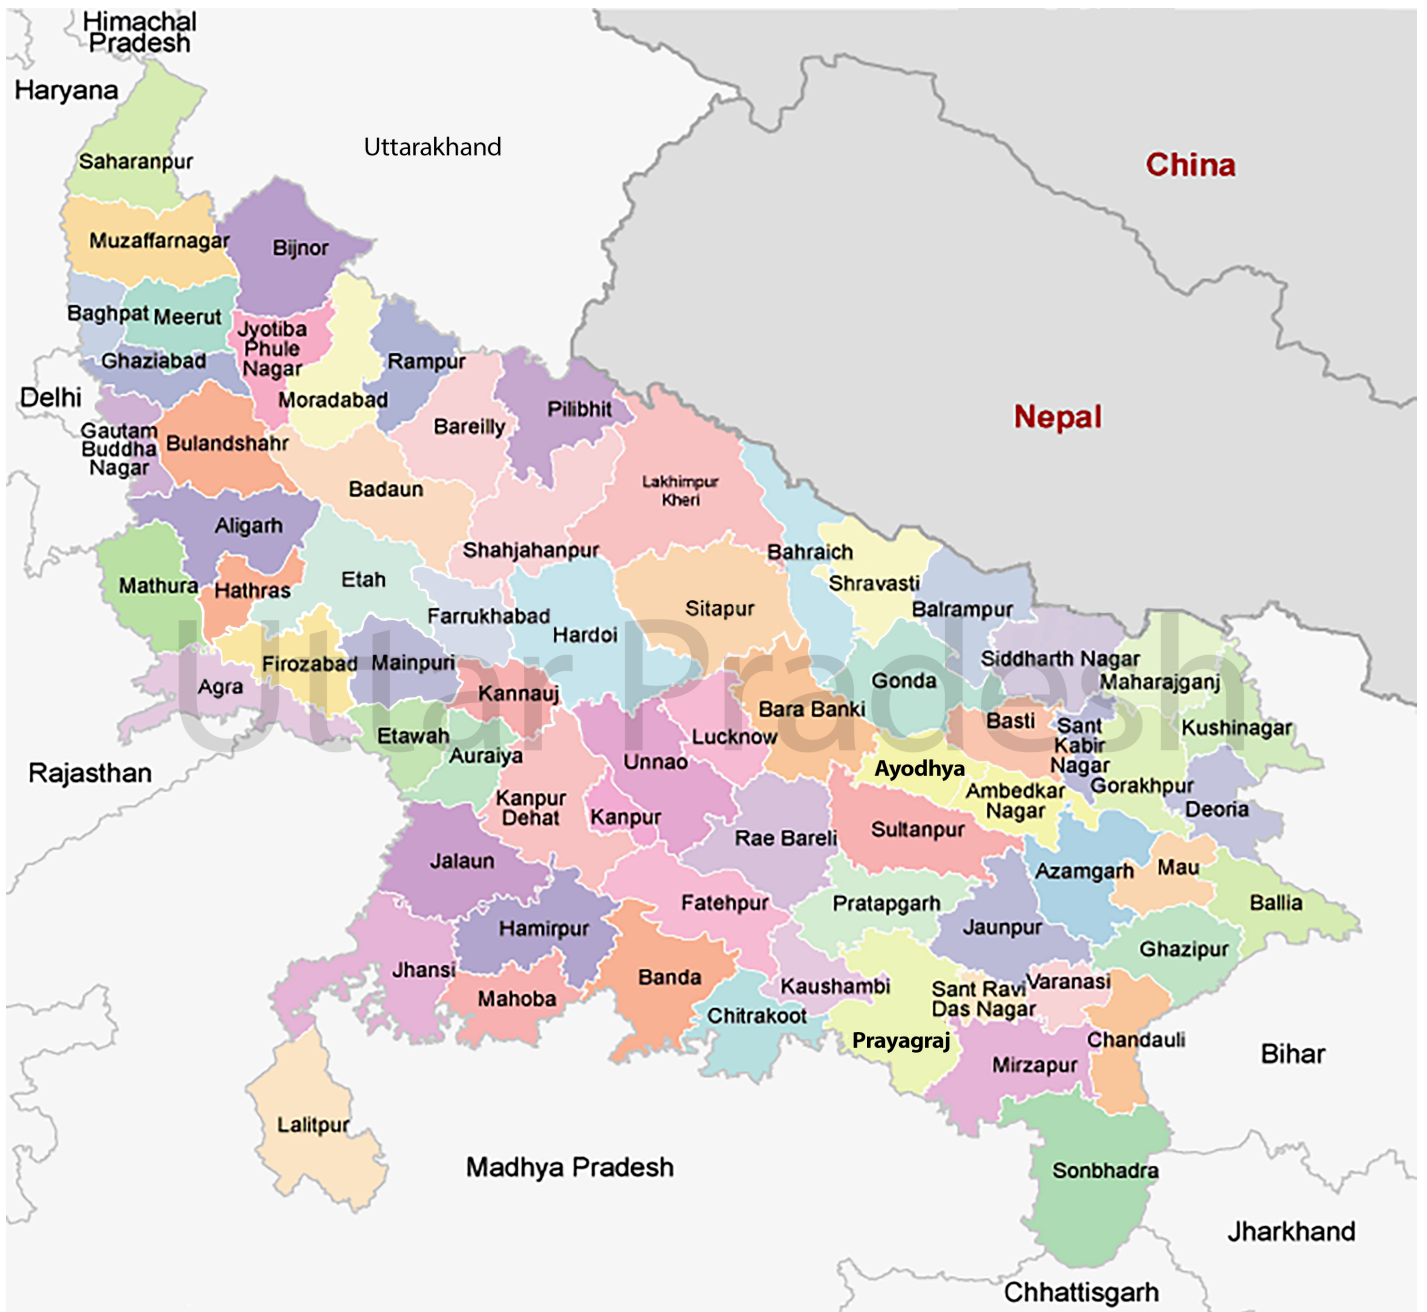 Himachal
Pradesh
Haryana
Uttarakhand
China
Saharanpur
Muzaffarnagar
Bijnor
Baghpat
Meerut
Jyotiba
Phule
Nagar
Ghaziabad
Rampur
Delhi
Moradabad
Pilibhit
Nepal
Gautam
Buddha
Nagar
Bulandshahr
Bareilly
Badaun
Lakhimpur
Kheri
Aligarh
Shahjahanpur
Bahraich
Mathura
Hathras
Etah
Shravasti
Farrukhabad
Sitapur
Balrampur
Hardoi
Uttar Pradesh
Firozabad
Mainpuri
Siddharth Nagar
Agra
Kannauj
Gonda
Maharajganj
Bara Banki
Basti
Sant
Kabir
Nagar
Kushinagar
Etawah
Lucknow
Auraiya
Unnao
Rajasthan
Ayodhya
Gorakhpur
Kanpur
Dehat
Ambedkar
Nagar
Deoria
Kanpur
Rae Bareli
Sultanpur
Jalaun
Azamgarh
Mau
Fatehpur
Pratapgarh
Ballia
Hamirpur
Jaunpur
Ghazipur
Jhansi
Banda
Kaushambi
Sant Ravi
Das Nagar
Varanasi
Mahoba
Chitrakoot
Prayagraj
Chandauli
Bihar
Mirzapur
Lalitpur
Madhya Pradesh
Sonbhadra
Jharkhand
Chhattisgarh